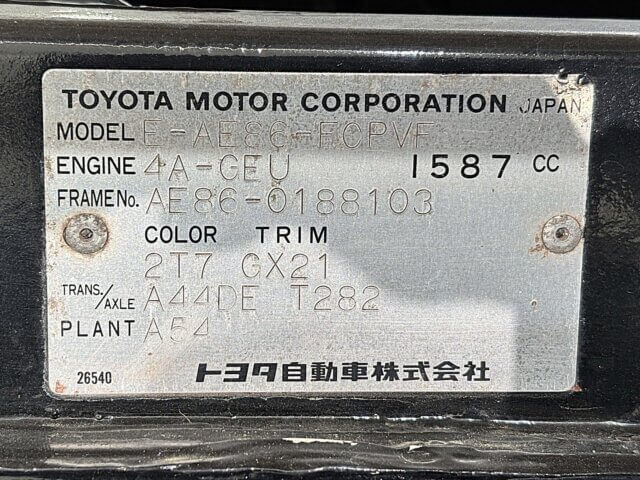 TOYOTA MOTOR CORPORATION JAPAN
MODEL E-AE86-FCPVF
ENGINE 4A-GEU 1587 CC
FRAME No. AE86-0188103
COLOR TRIM
2T7 GX21
TRANS./AXLE A44DE T282
PLANT A54
26540 トヨタ自動車株式会社